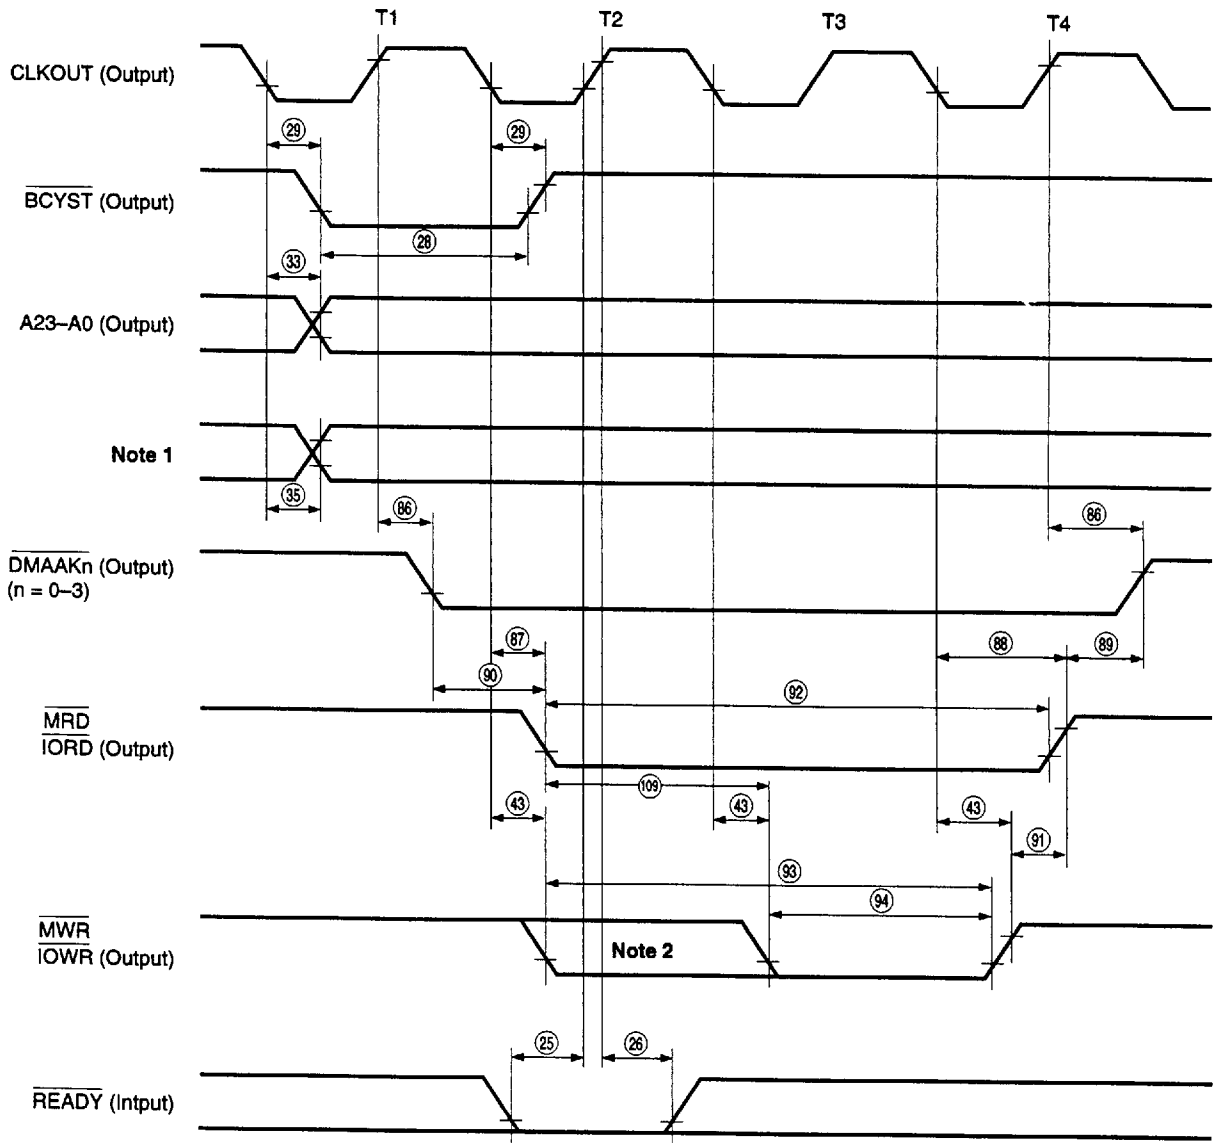 T1 T2 T3 T4
CLKOUT (Output)
29 29
BCYST (Output)
28
33
A23–A0 (Output)
Note 1
35 86 86
DMAAKn (Output)
(n = 0–3)
87 88 89
90 92
MRD
IORD (Output)
109
43 43 43
91
93
94
MWR
IOWR (Output)
Note 2
25 26
READY (Intput)